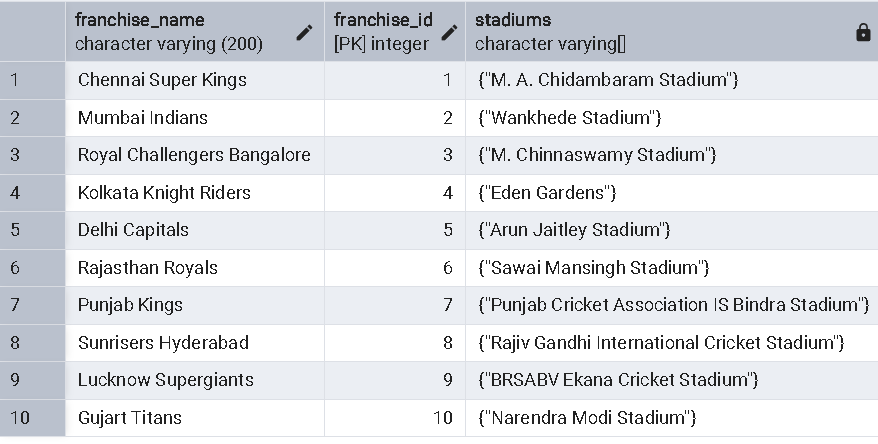 franchise_name franchise_id stadiums
character varying (200) [PK] integer character varying[]
1 Chennai Super Kings 1 {"M. A. Chidambaram Stadium"}
2 Mumbai Indians 2 {"Wankhede Stadium"}
3 Royal Challengers Bangalore 3 {"M. Chinnaswamy Stadium"}
4 Kolkata Knight Riders 4 {"Eden Gardens"}
5 Delhi Capitals 5 {"Arun Jaitley Stadium"}
6 Rajasthan Royals 6 {"Sawai Mansingh Stadium"}
7 Punjab Kings 7 {"Punjab Cricket Association IS Bindra Stadium"}
8 Sunrisers Hyderabad 8 {"Rajiv Gandhi International Cricket Stadium"}
9 Lucknow Supergiants 9 {"BRSABV Ekana Cricket Stadium"}
10 Gujart Titans 10 {"Narendra Modi Stadium"}